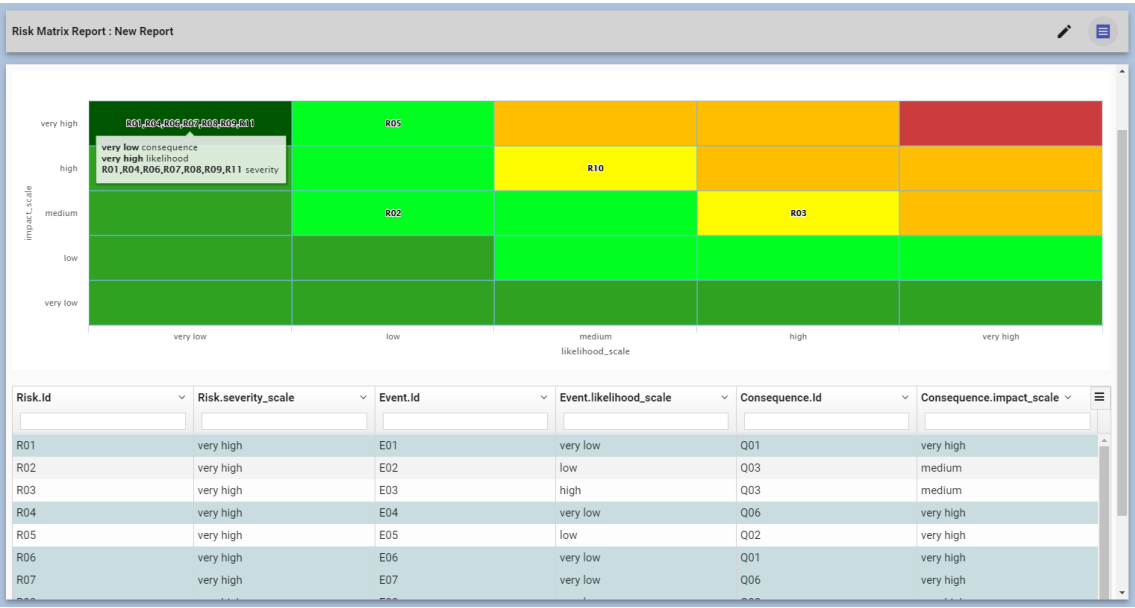 Risk Matrix Report : New Report
very high
R01,R04,R06,R07,R08,R09,R11
R05
very low consequence
very high likelihood
R01,R04,R06,R07,R08,R09,R11 severity
high
R10
impact_scale
medium
R02
R03
low
very low
very low low medium high very high
likelihood_scale
Risk.Id Risk.severity_scale Event.Id Event.likelihood_scale Consequence.Id Consequence.impact_scale
R01 very high E01 very low Q01 very high
R02 very high E02 low Q03 medium
R03 very high E03 high Q03 medium
R04 very high E04 very low Q06 very high
R05 very high E05 low Q02 very high
R06 very high E06 very low Q01 very high
R07 very high E07 very low Q06 very high